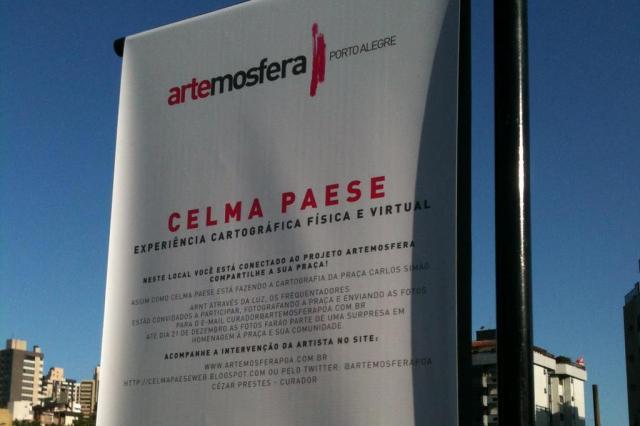 artemosfera PORTO ALEGRE
CELMA PAESE
EXPERIÊNCIA CARTOGRÁFICA FÍSICA E VIRTUAL
NESTE LOCAL VOCÊ ESTÁ CONECTADO AO PROJETO ARTEMOSFERA
COMPARTILHE A SUA PRAÇA!
ASSIM COMO CELMA PAESE ESTÁ FAZENDO A CARTOGRAFIA DA PRAÇA CARLOS SIMÃO
ARNT ATRAVÉS DA LUZ, OS FREQUENTADORES
ESTÃO CONVIDADOS A PARTICIPAR, FOTOGRAFANDO A PRAÇA E ENVIANDO AS FOTOS
PARA O E-MAIL CURADOR@ARTEMOSFERAPOA.COM.BR
ATÉ DIA 21 DE DEZEMBRO. AS FOTOS FARÃO PARTE DE UMA SURPRESA EM
HOMENAGEM À PRAÇA E SUA COMUNIDADE
ACOMPANHE A INTERVENÇÃO DA ARTISTA NO SITE:
WWW.ARTEMOSFERAPOA.COM.BR
HTTP://CELMAPAESEWEB.BLOGSPOT.COM OU PELO TWITTER: @ARTEMOSFERAPOA
CÉZAR PRESTES - CURADOR